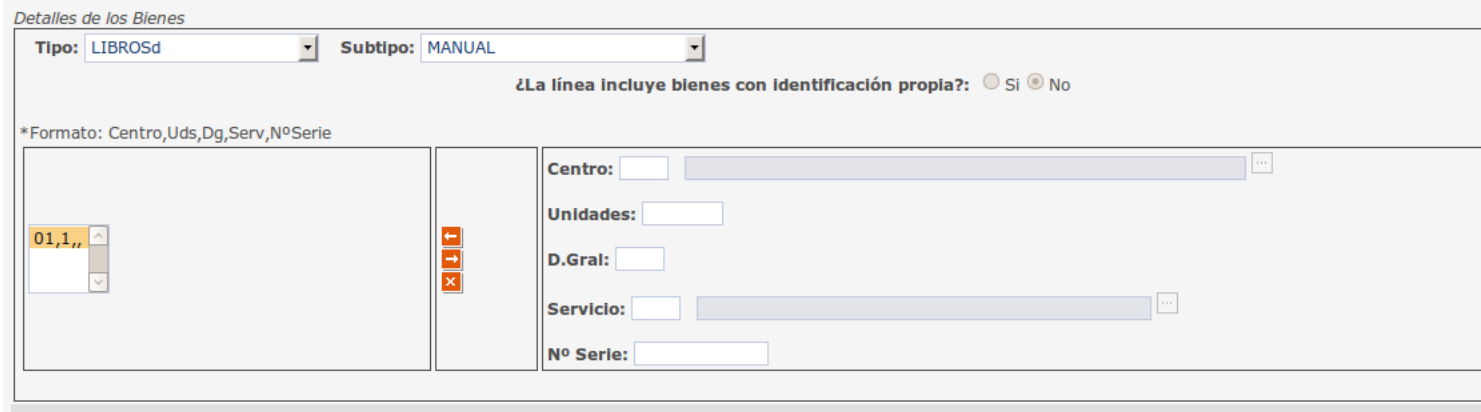 Detalles de los Bienes
Tipo: LIBROSd Subtipo: MANUAL
¿La línea incluye bienes con identificación propia?: Si No
*Formato: Centro,Uds,Dg,Serv,NºSerie
Centro: ...
Unidades:
01,1,,
D.Gral:
Servicio: ...
Nº Serie: